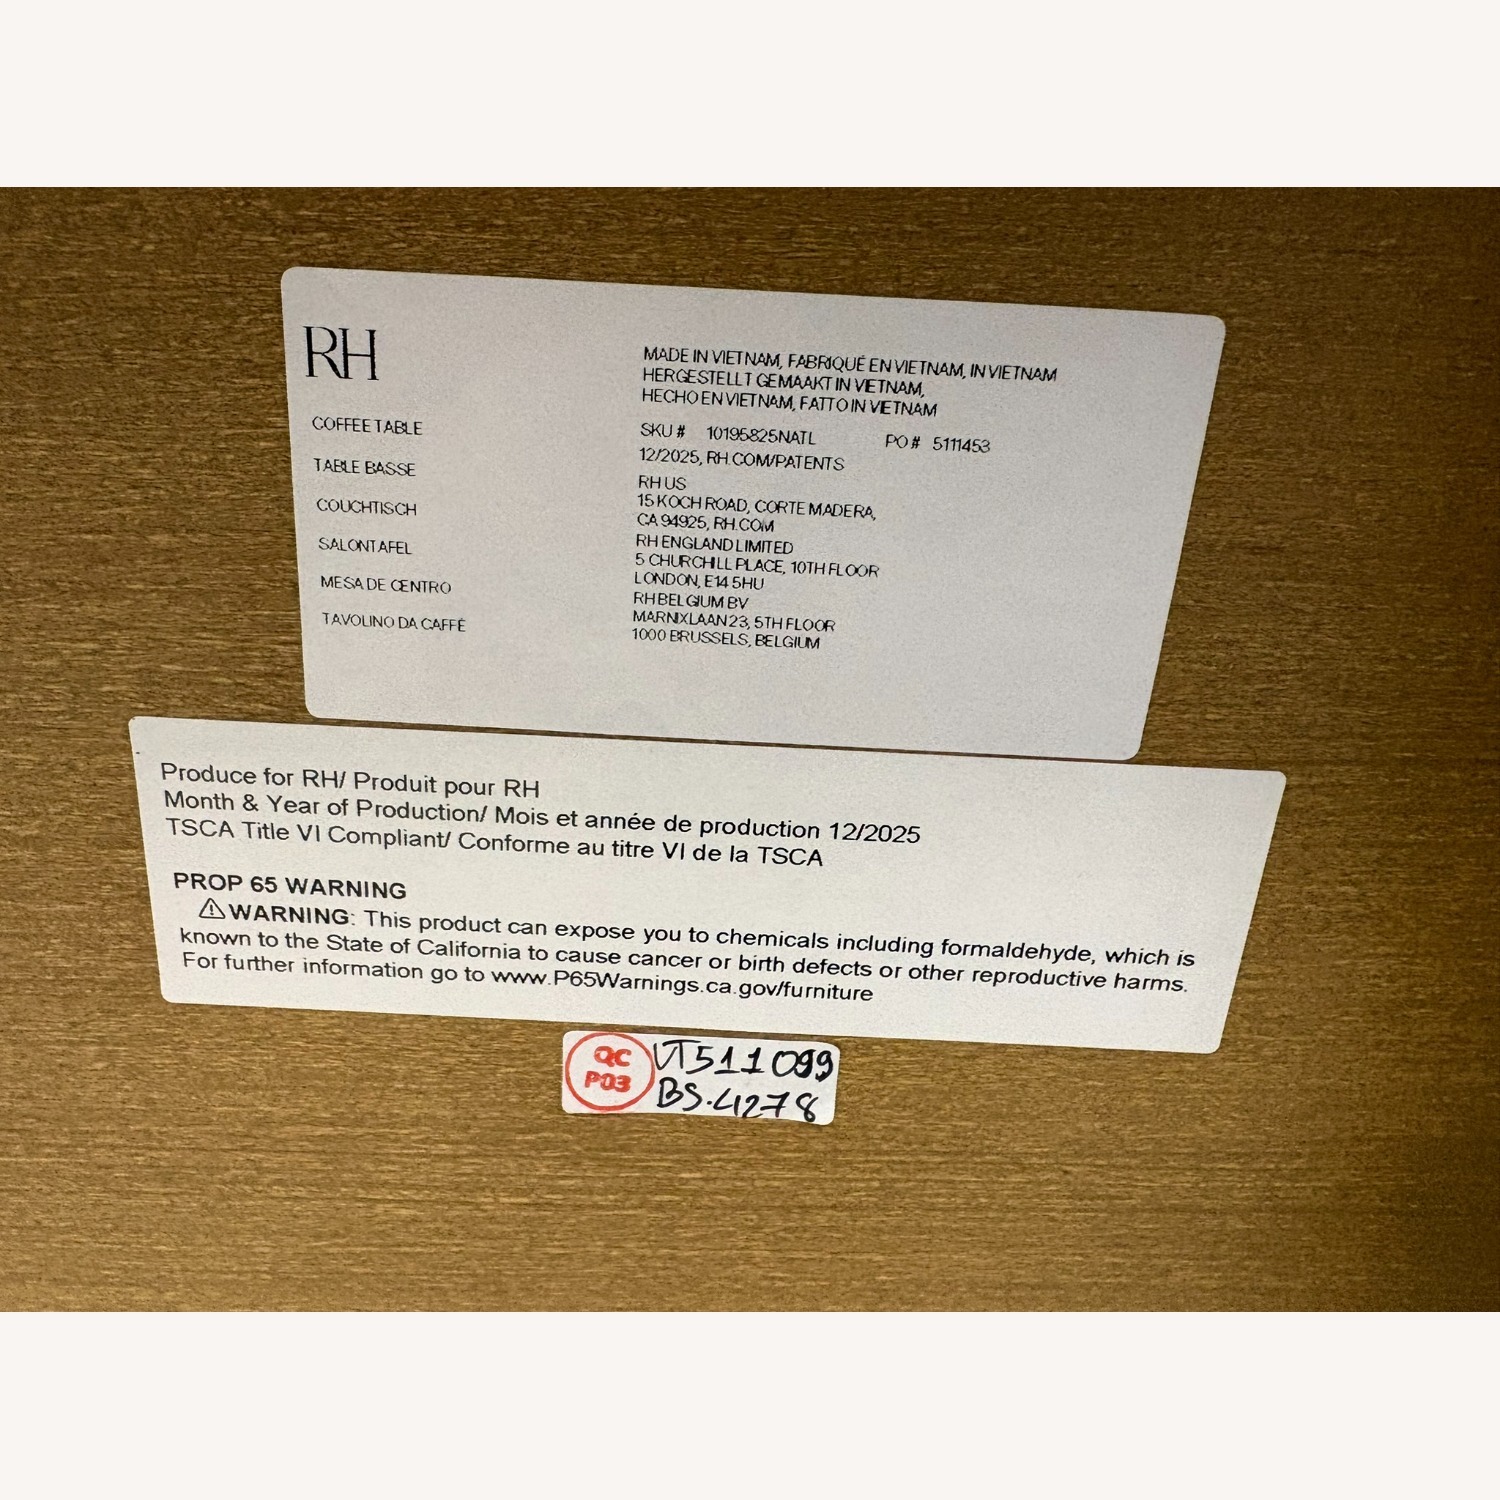 RH
COFFEE TABLE
TABLE BASSE
COUCHTISCH
SALONTAFEL
MESA DE CENTRO
TAVOLINO DA CAFFÈ
MADE IN VIETNAM, FABRIQUÉ EN VIETNAM, IN VIETNAM
HERGESTELLT GEMAAKT IN VIETNAM,
HECHO EN VIETNAM, FATTO IN VIETNAM
SKU # 10195825NATL PO # 5111453
12/2025, RH.COM/PATENTS
RH US
15 KOCH ROAD, CORTE MADERA,
CA 94925, RH.COM
RH ENGLAND LIMITED
5 CHURCHILL PLACE, 10TH FLOOR
LONDON, E14 5HU
RH BELGIUM BV
MARNIXLAAN 23, 5TH FLOOR
1000 BRUSSELS, BELGIUM
Produce for RH/ Produit pour RH
Month & Year of Production/ Mois et année de production 12/2025
TSCA Title VI Compliant/ Conforme au titre VI de la TSCA
PROP 65 WARNING
⚠WARNING: This product can expose you to chemicals including formaldehyde, which is
known to the State of California to cause cancer or birth defects or other reproductive harms.
For further information go to www.P65Warnings.ca.gov/furniture
QC
P03
VT511099
BS.4278